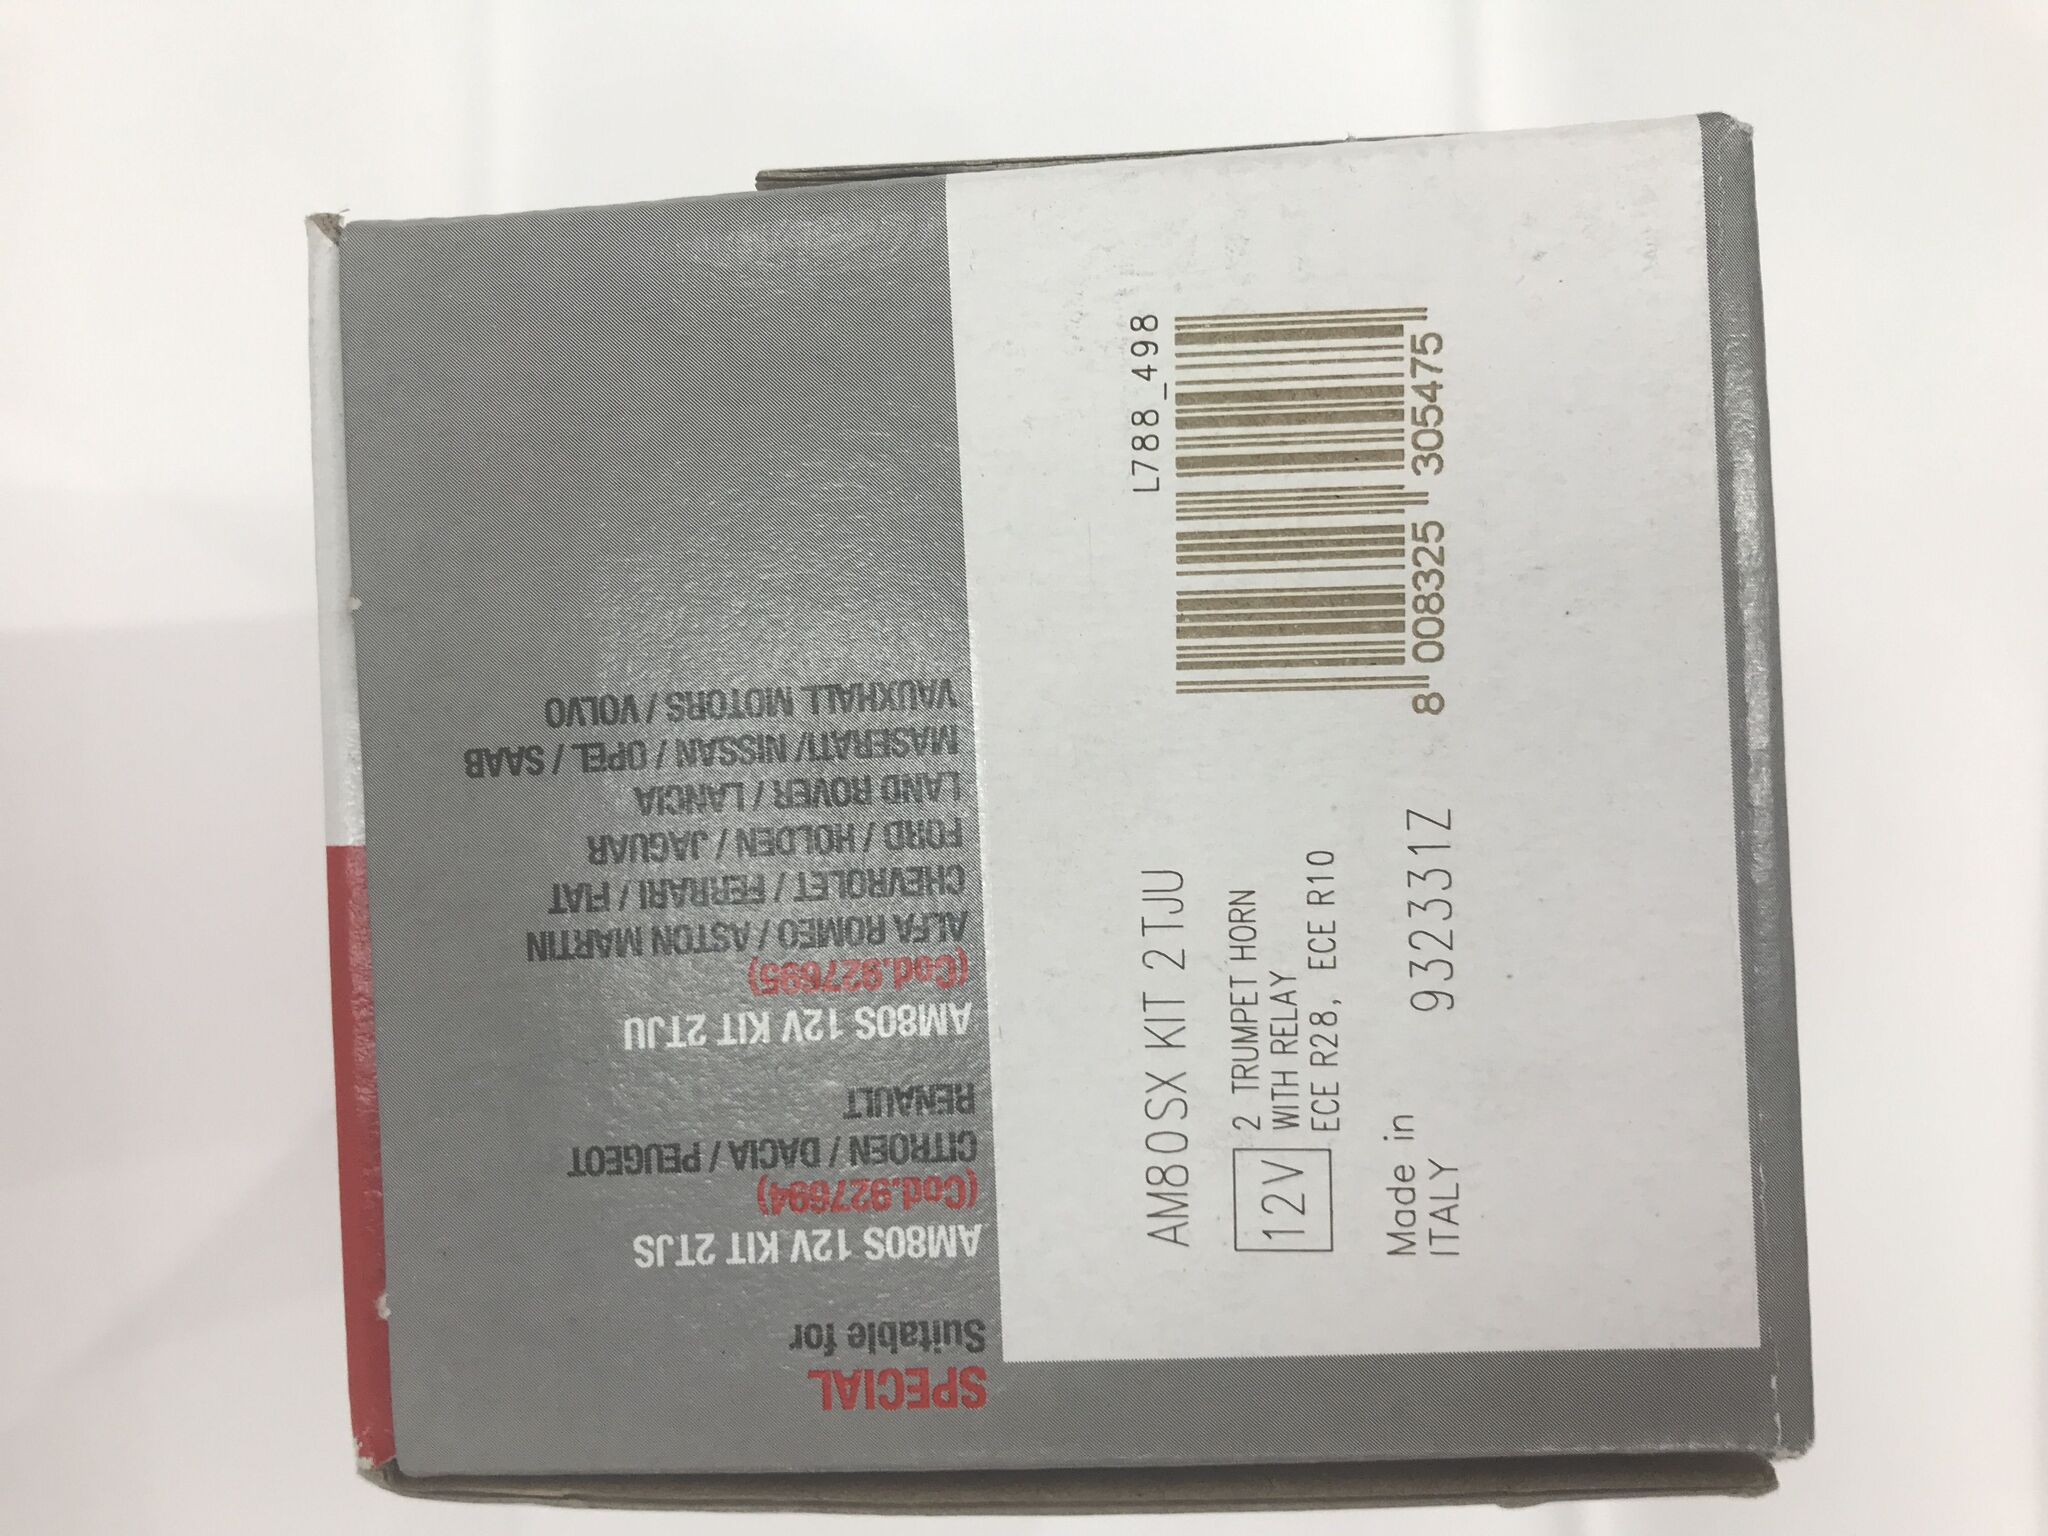 SPECIAL
Suitable for
AM80S 12V KIT 2TJS
(Cod.927694)
CITROEN / DACIA / PEUGEOT
RENAULT
AM80S 12V KIT 2TJU
(Cod.927695)
ALFA ROMEO / ASTON MARTIN
CHEVROLET / FERRARI / FIAT
FORD / HOLDEN / JAGUAR
LAND ROVER / LANCIA
MASERATI/ NISSAN / OPEL / SAAB
VAUXHALL MOTORS / VOLVO
AM80SX KIT 2TJU
12V
2 TRUMPET HORN
WITH RELAY
ECE R28, ECE R10
Made in
ITALY
932331Z
L788_498
8 008325 305475